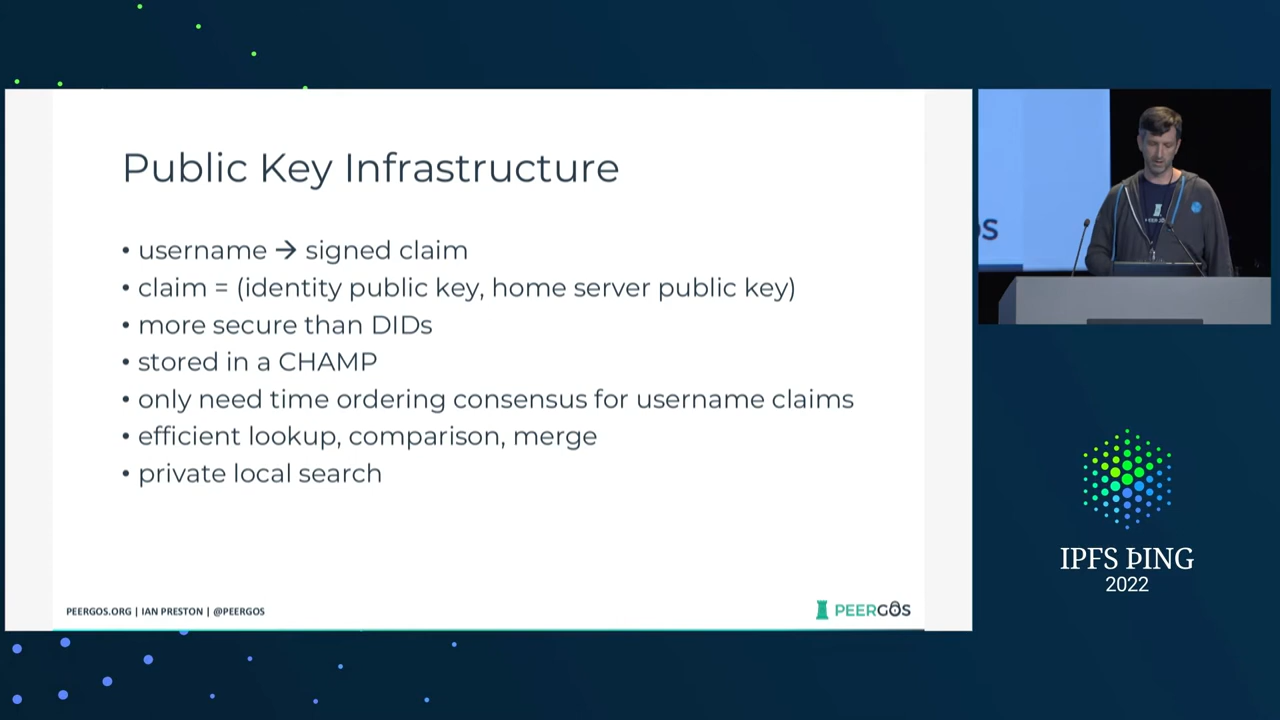 Public Key Infrastructure
• username → signed claim
• claim = (identity public key, home server public key)
• more secure than DIDs
• stored in a CHAMP
• only need time ordering consensus for username claims
• efficient lookup, comparison, merge
• private local search
PEERGOS.ORG | IAN PRESTON | @PEERGOS
PEERGOS
IPFS ÞING
2022